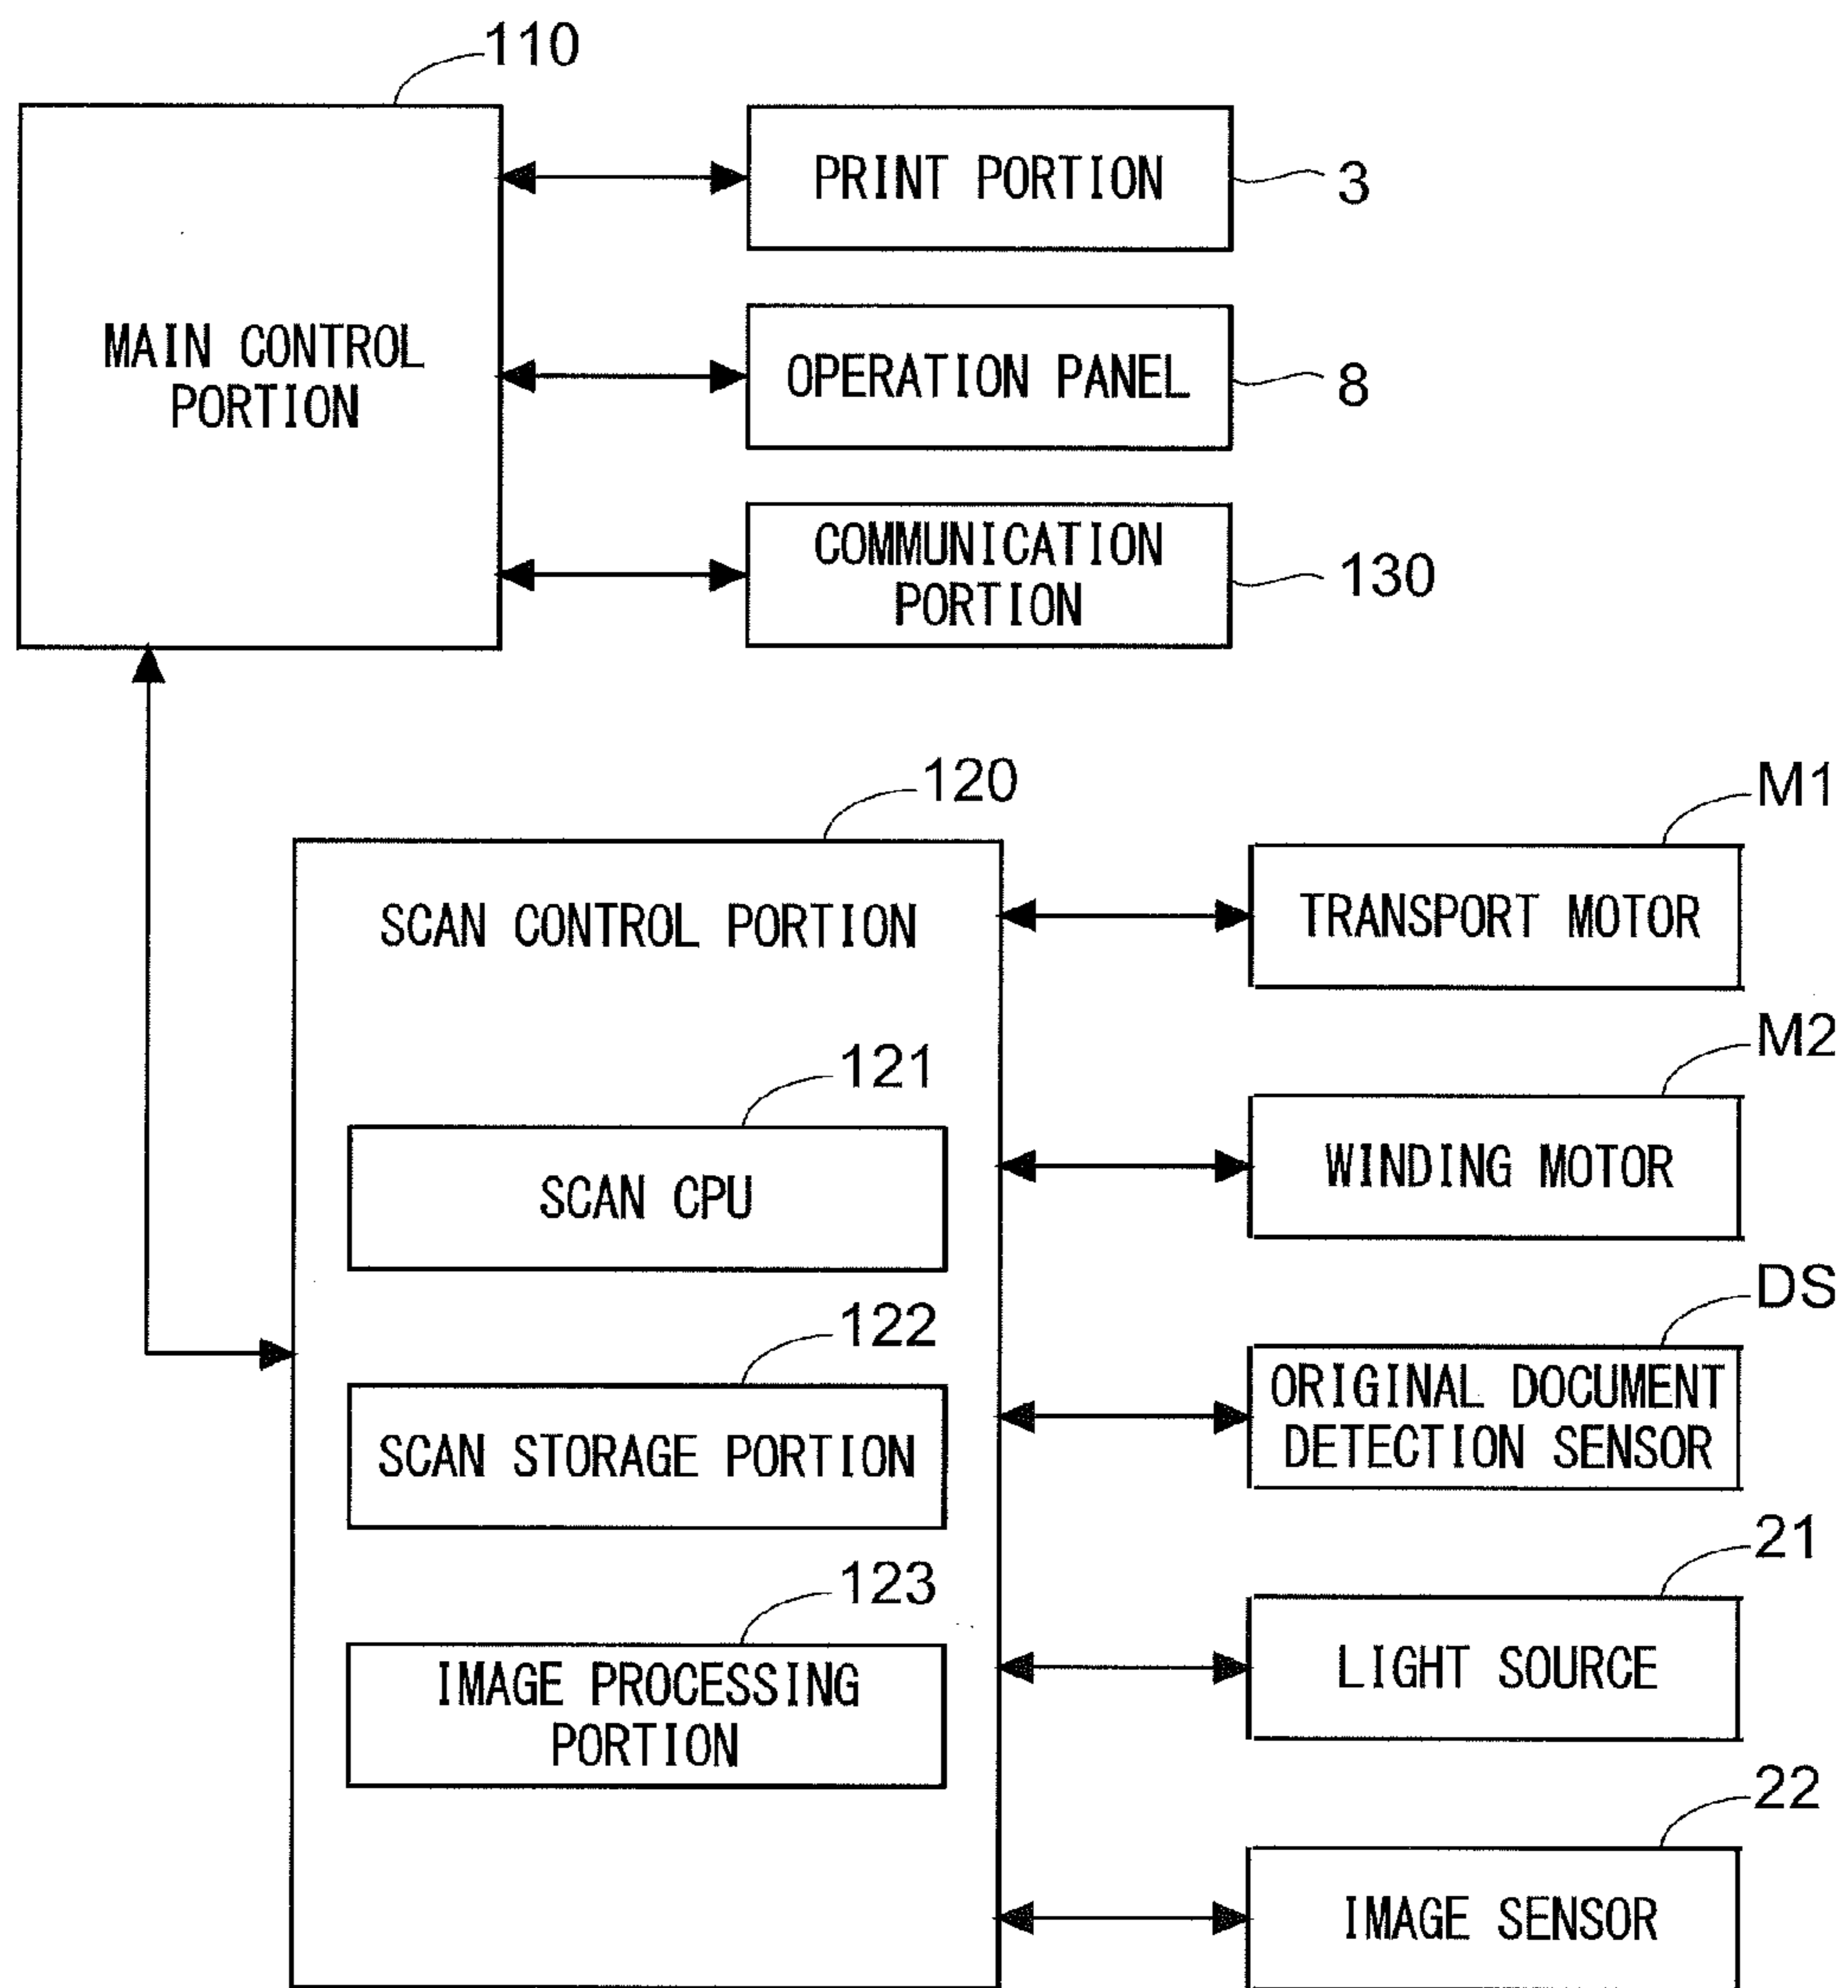 110
PRINT PORTION
3
MAIN CONTROL
PORTION
OPERATION PANEL
8
COMMUNICATION
PORTION
130
120
M1
SCAN CONTROL PORTION
TRANSPORT MOTOR
M2
121
SCAN CPU
WINDING MOTOR
DS
122
ORIGINAL DOCUMENT
DETECTION SENSOR
SCAN STORAGE PORTION
21
123
IMAGE PROCESSING
PORTION
LIGHT SOURCE
22
IMAGE SENSOR